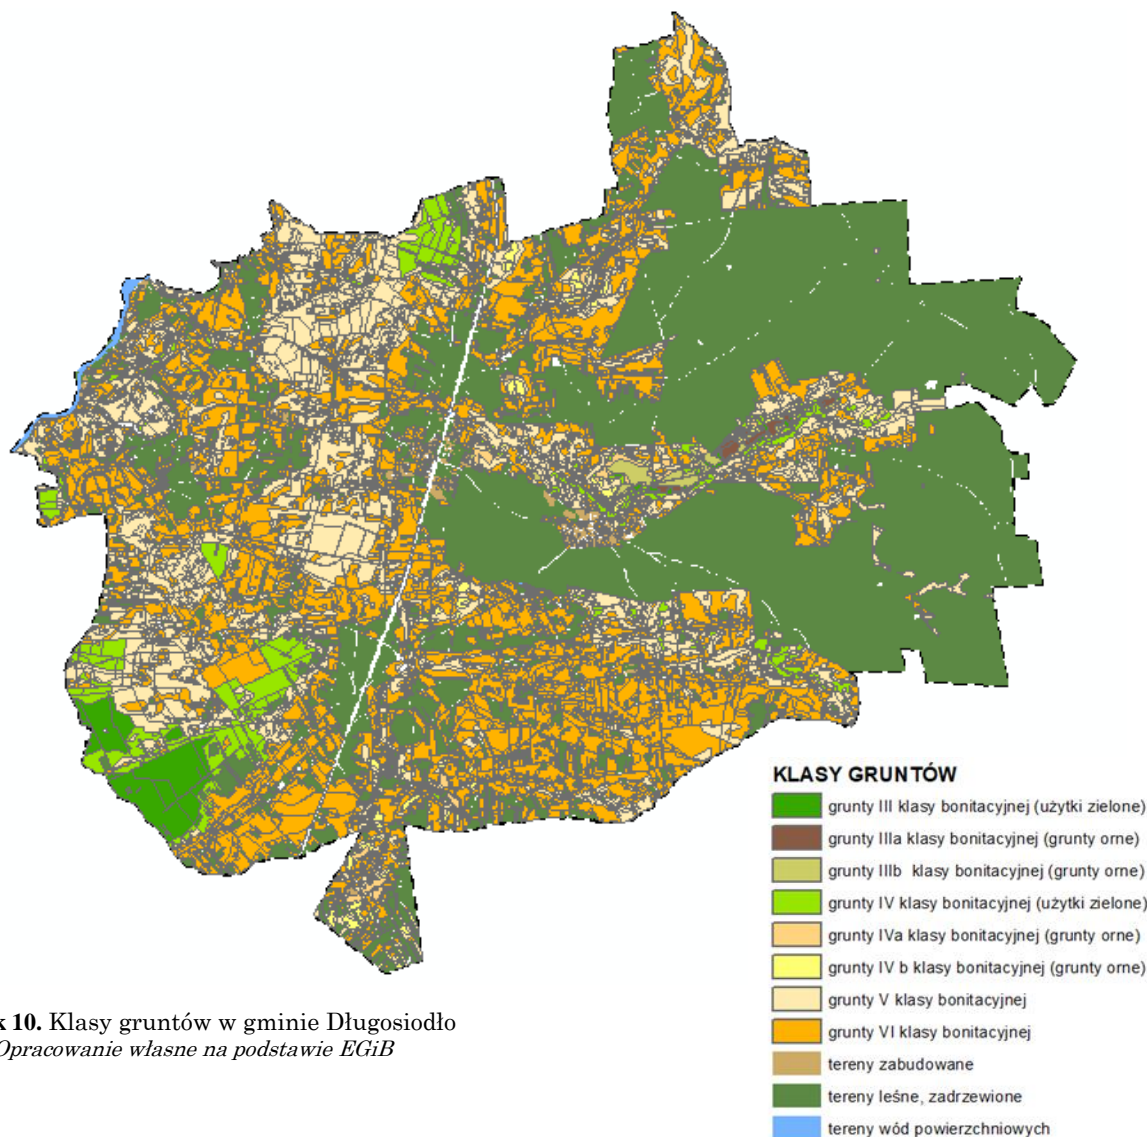 KLASY GRUNTÓW
grunty III klasy bonitacyjnej (użytki zielone)
grunty IIIa klasy bonitacyjnej (grunty orne)
grunty IIIb klasy bonitacyjnej (grunty orne)
grunty IV klasy bonitacyjnej (użytki zielone)
grunty IVa klasy bonitacyjnej (grunty orne)
grunty IV b klasy bonitacyjnej (grunty orne)
grunty V klasy bonitacyjnej
grunty VI klasy bonitacyjnej
tereny zabudowane
tereny leśne, zadrzewione
tereny wód powierzchniowych
k 10. Klasy gruntów w gminie Długosiodło
Opracowanie własne na podstawie EGiB